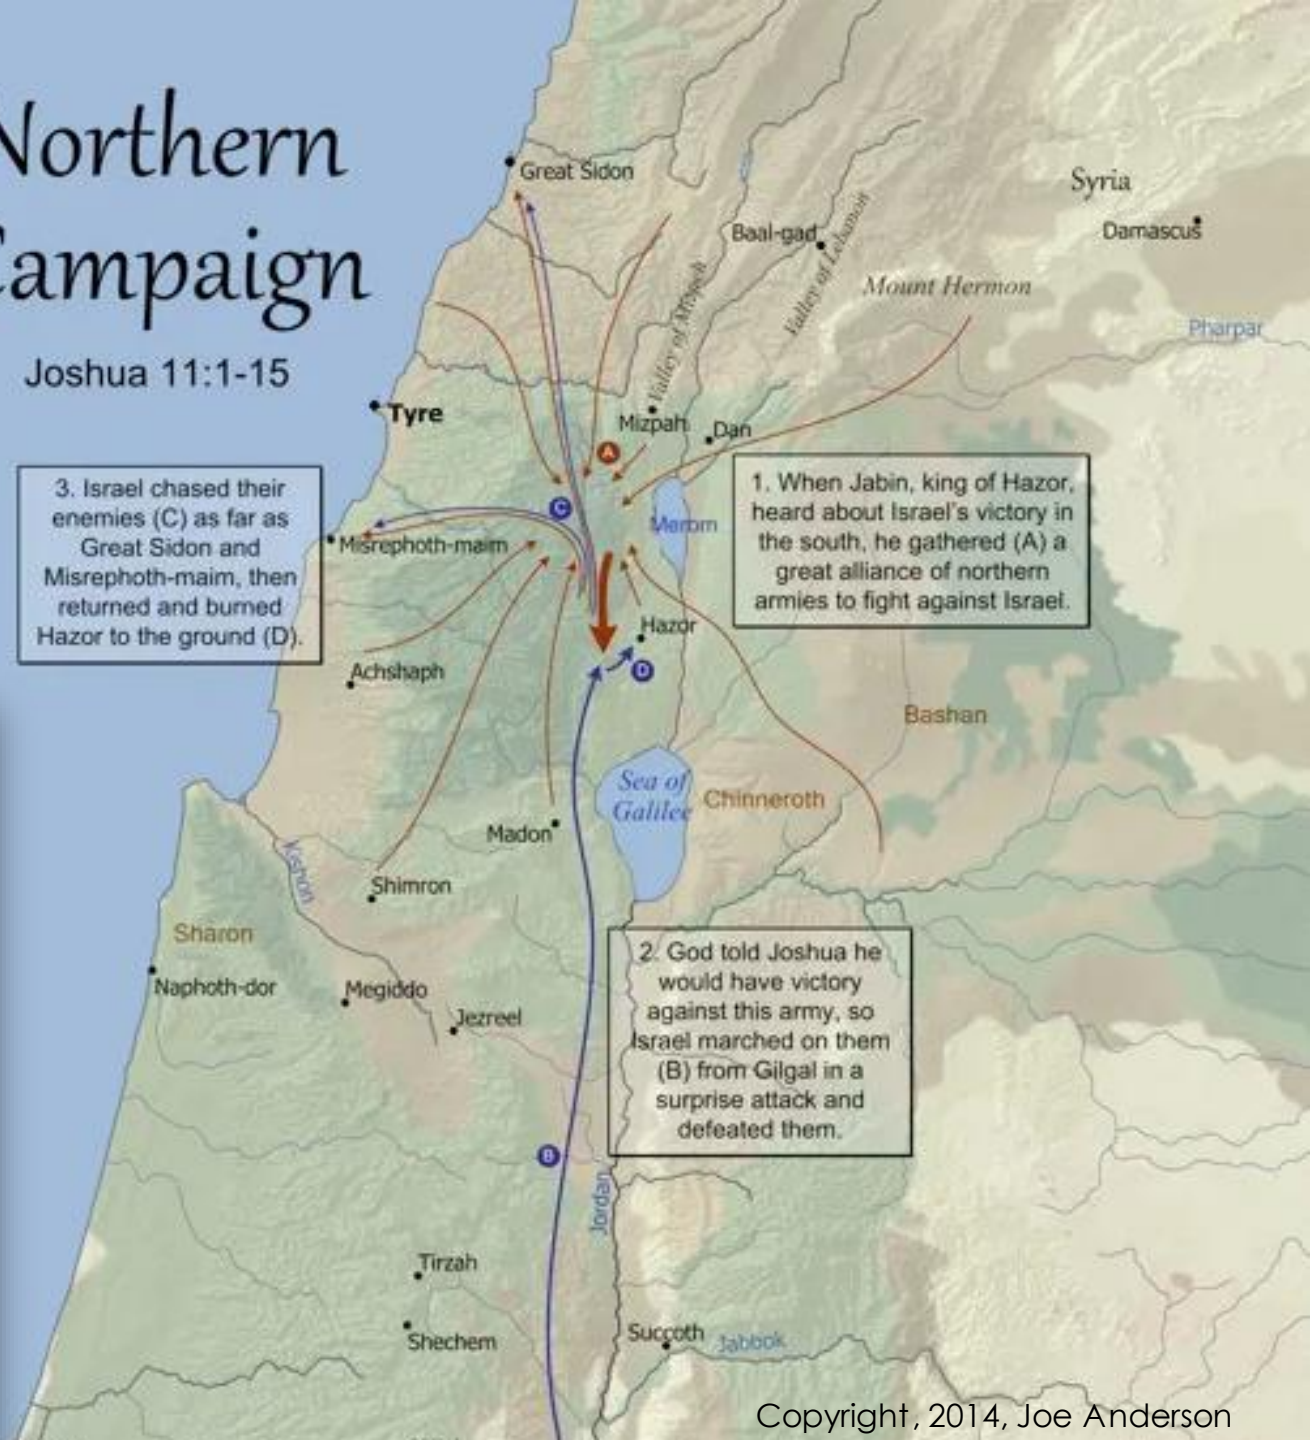 Northern
Campaign
Joshua 11:1-15
Great Sidon
Syria
Baal-gad
Damascus
Valley of Lebanon
Mount Hermon
Valley of Mizpah
Pharpar
Tyre
Mizpah
Dan
A
3. Israel chased their
enemies (C) as far as
Great Sidon and
Misrephoth-maim, then
returned and burned
Hazor to the ground (D).
C
Merom
1. When Jabin, king of Hazor,
heard about Israel's victory in
the south, he gathered (A) a
great alliance of northern
armies to fight against Israel.
Misrephoth-maim
Hazor
Achshaph
D
Bashan
Sea of
Galilee
Chinneroth
Madon
Kishon
Shimron
Sharon
Naphoth-dor
Megiddo
Jezreel
2. God told Joshua he
would have victory
against this army, so
Israel marched on them
(B) from Gilgal in a
surprise attack and
defeated them.
B
Jordan
Tirzah
Shechem
Succoth
Jabbok
Copyright, 2014, Joe Anderson